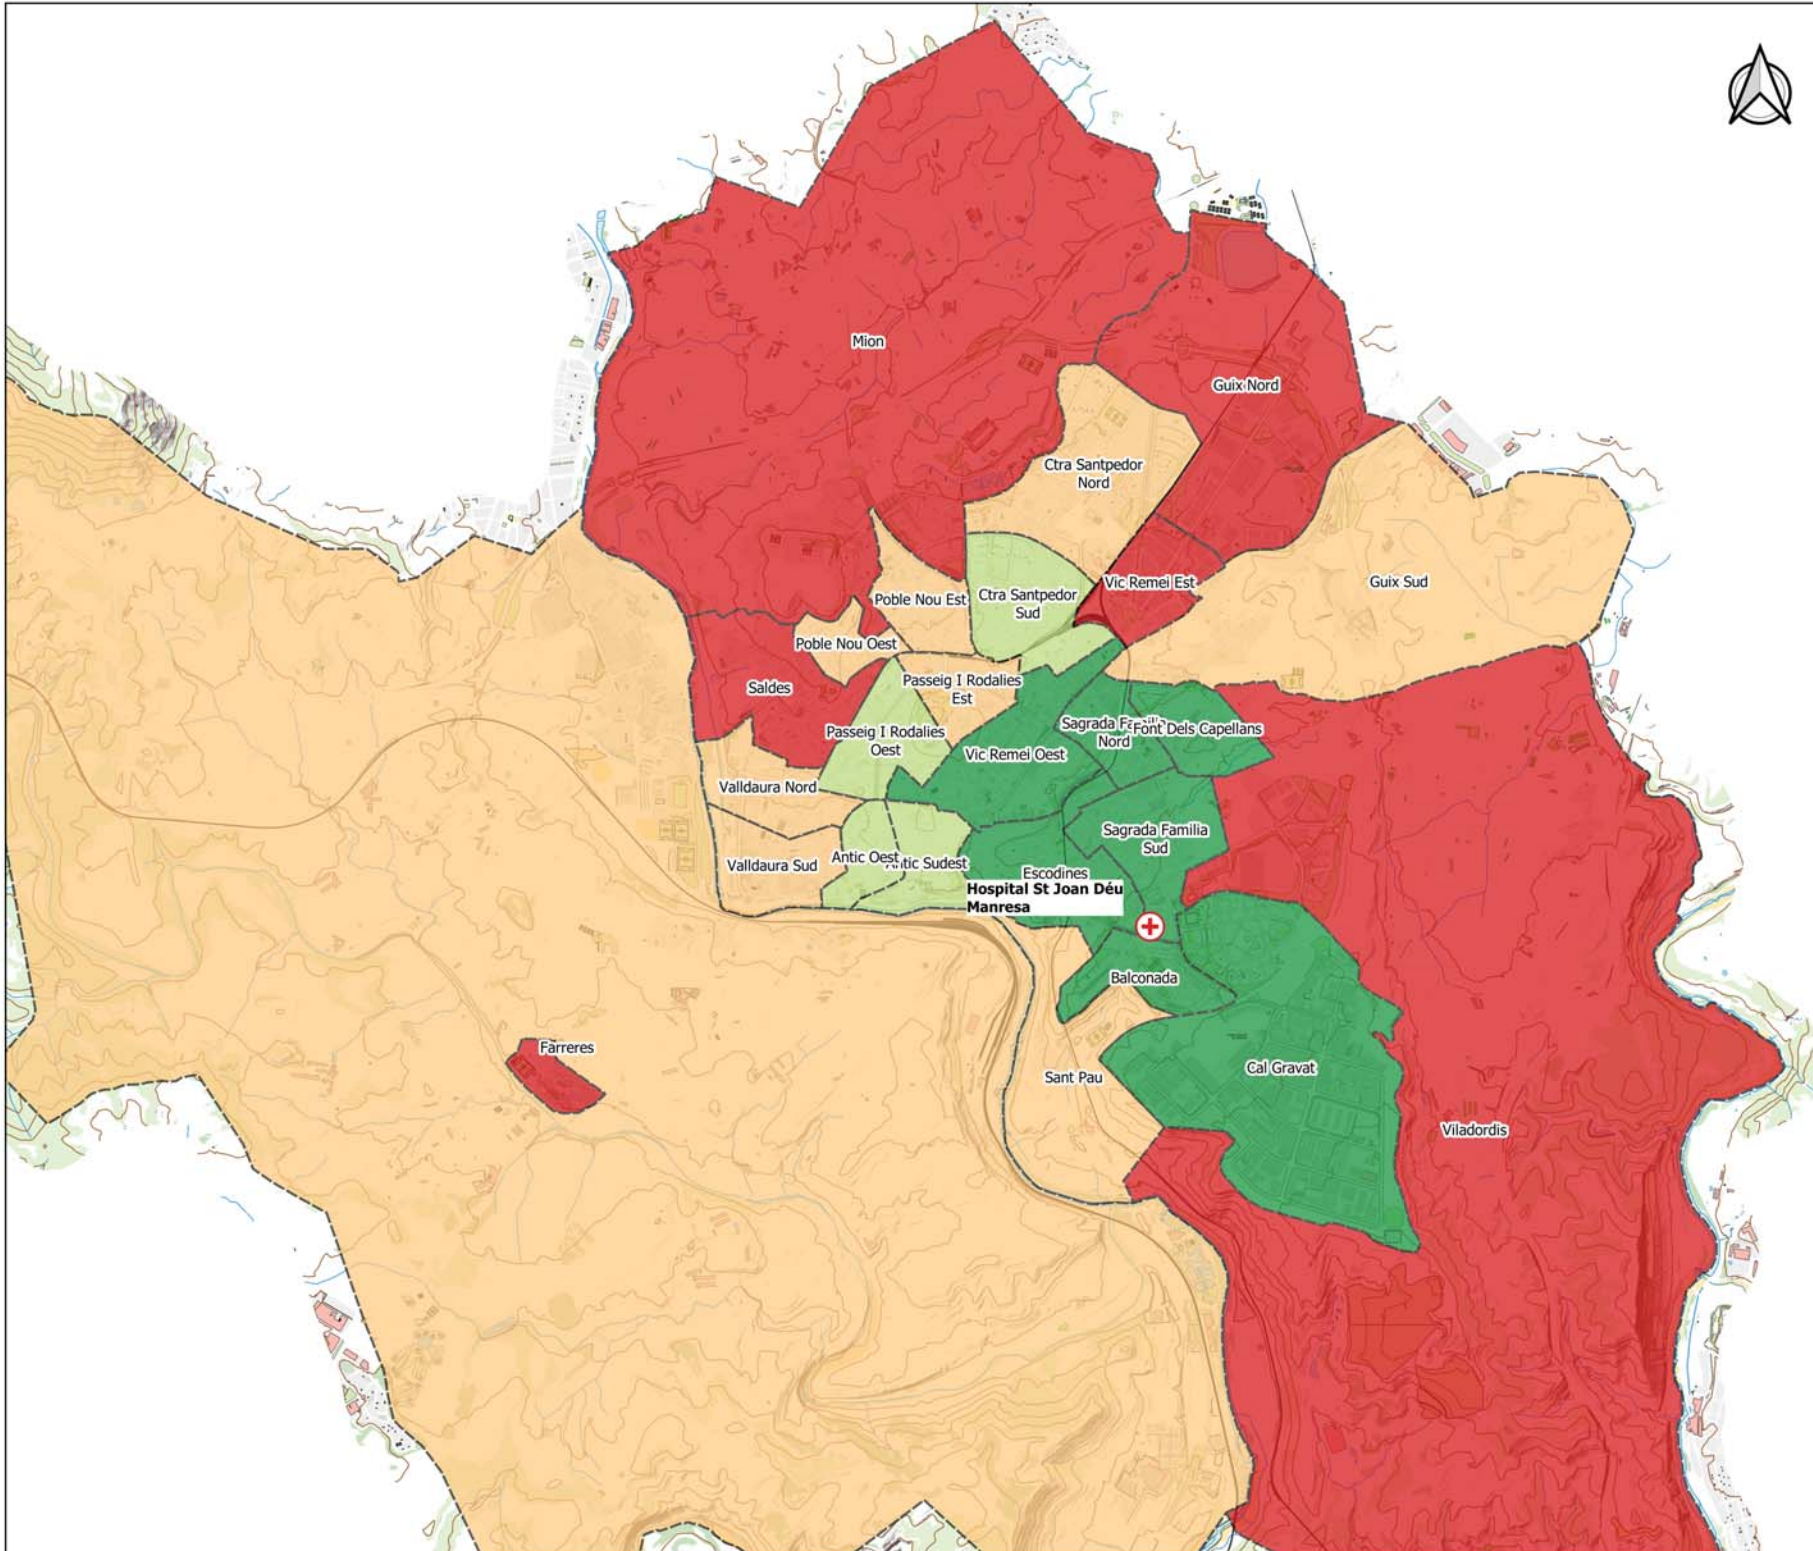 Mion
Guix Nord
Ctra Santpedor
Nord
Guix Sud
Vic Remei Est
Poble Nou Est
Ctra Santpedor
Sud
Poble Nou Oest
Saldes
Passeig I Rodalies
Est
Passeig I Rodalies
Oest
Vic Remei Oest
Sagrada Familia
Nord
Font Dels Capellans
Valldaura Nord
Sagrada Familia
Sud
Valldaura Sud
Antic Oest
Antic Sudest
Escodines
Hospital St Joan Déu
Manresa
Balconada
Farreres
Sant Pau
Cal Gravat
Viladordis